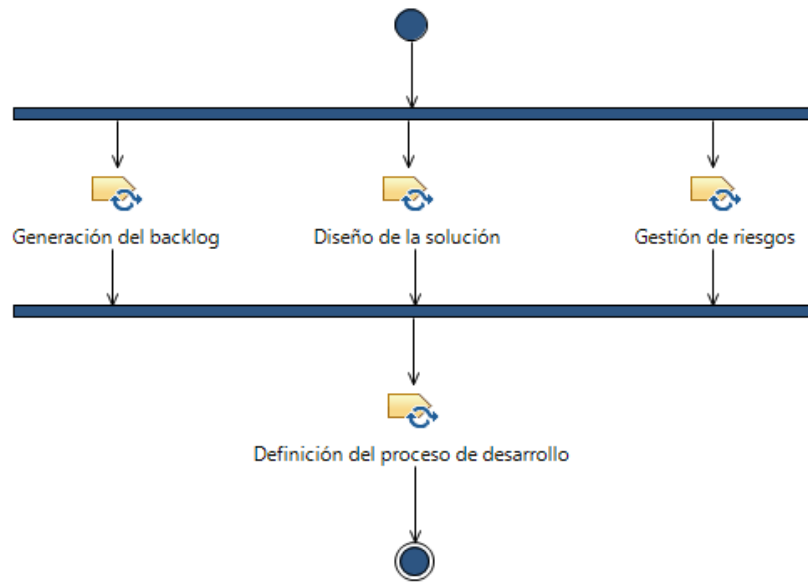 Generación del backlog
Diseño de la solución
Gestión de riesgos
Definición del proceso de desarrollo